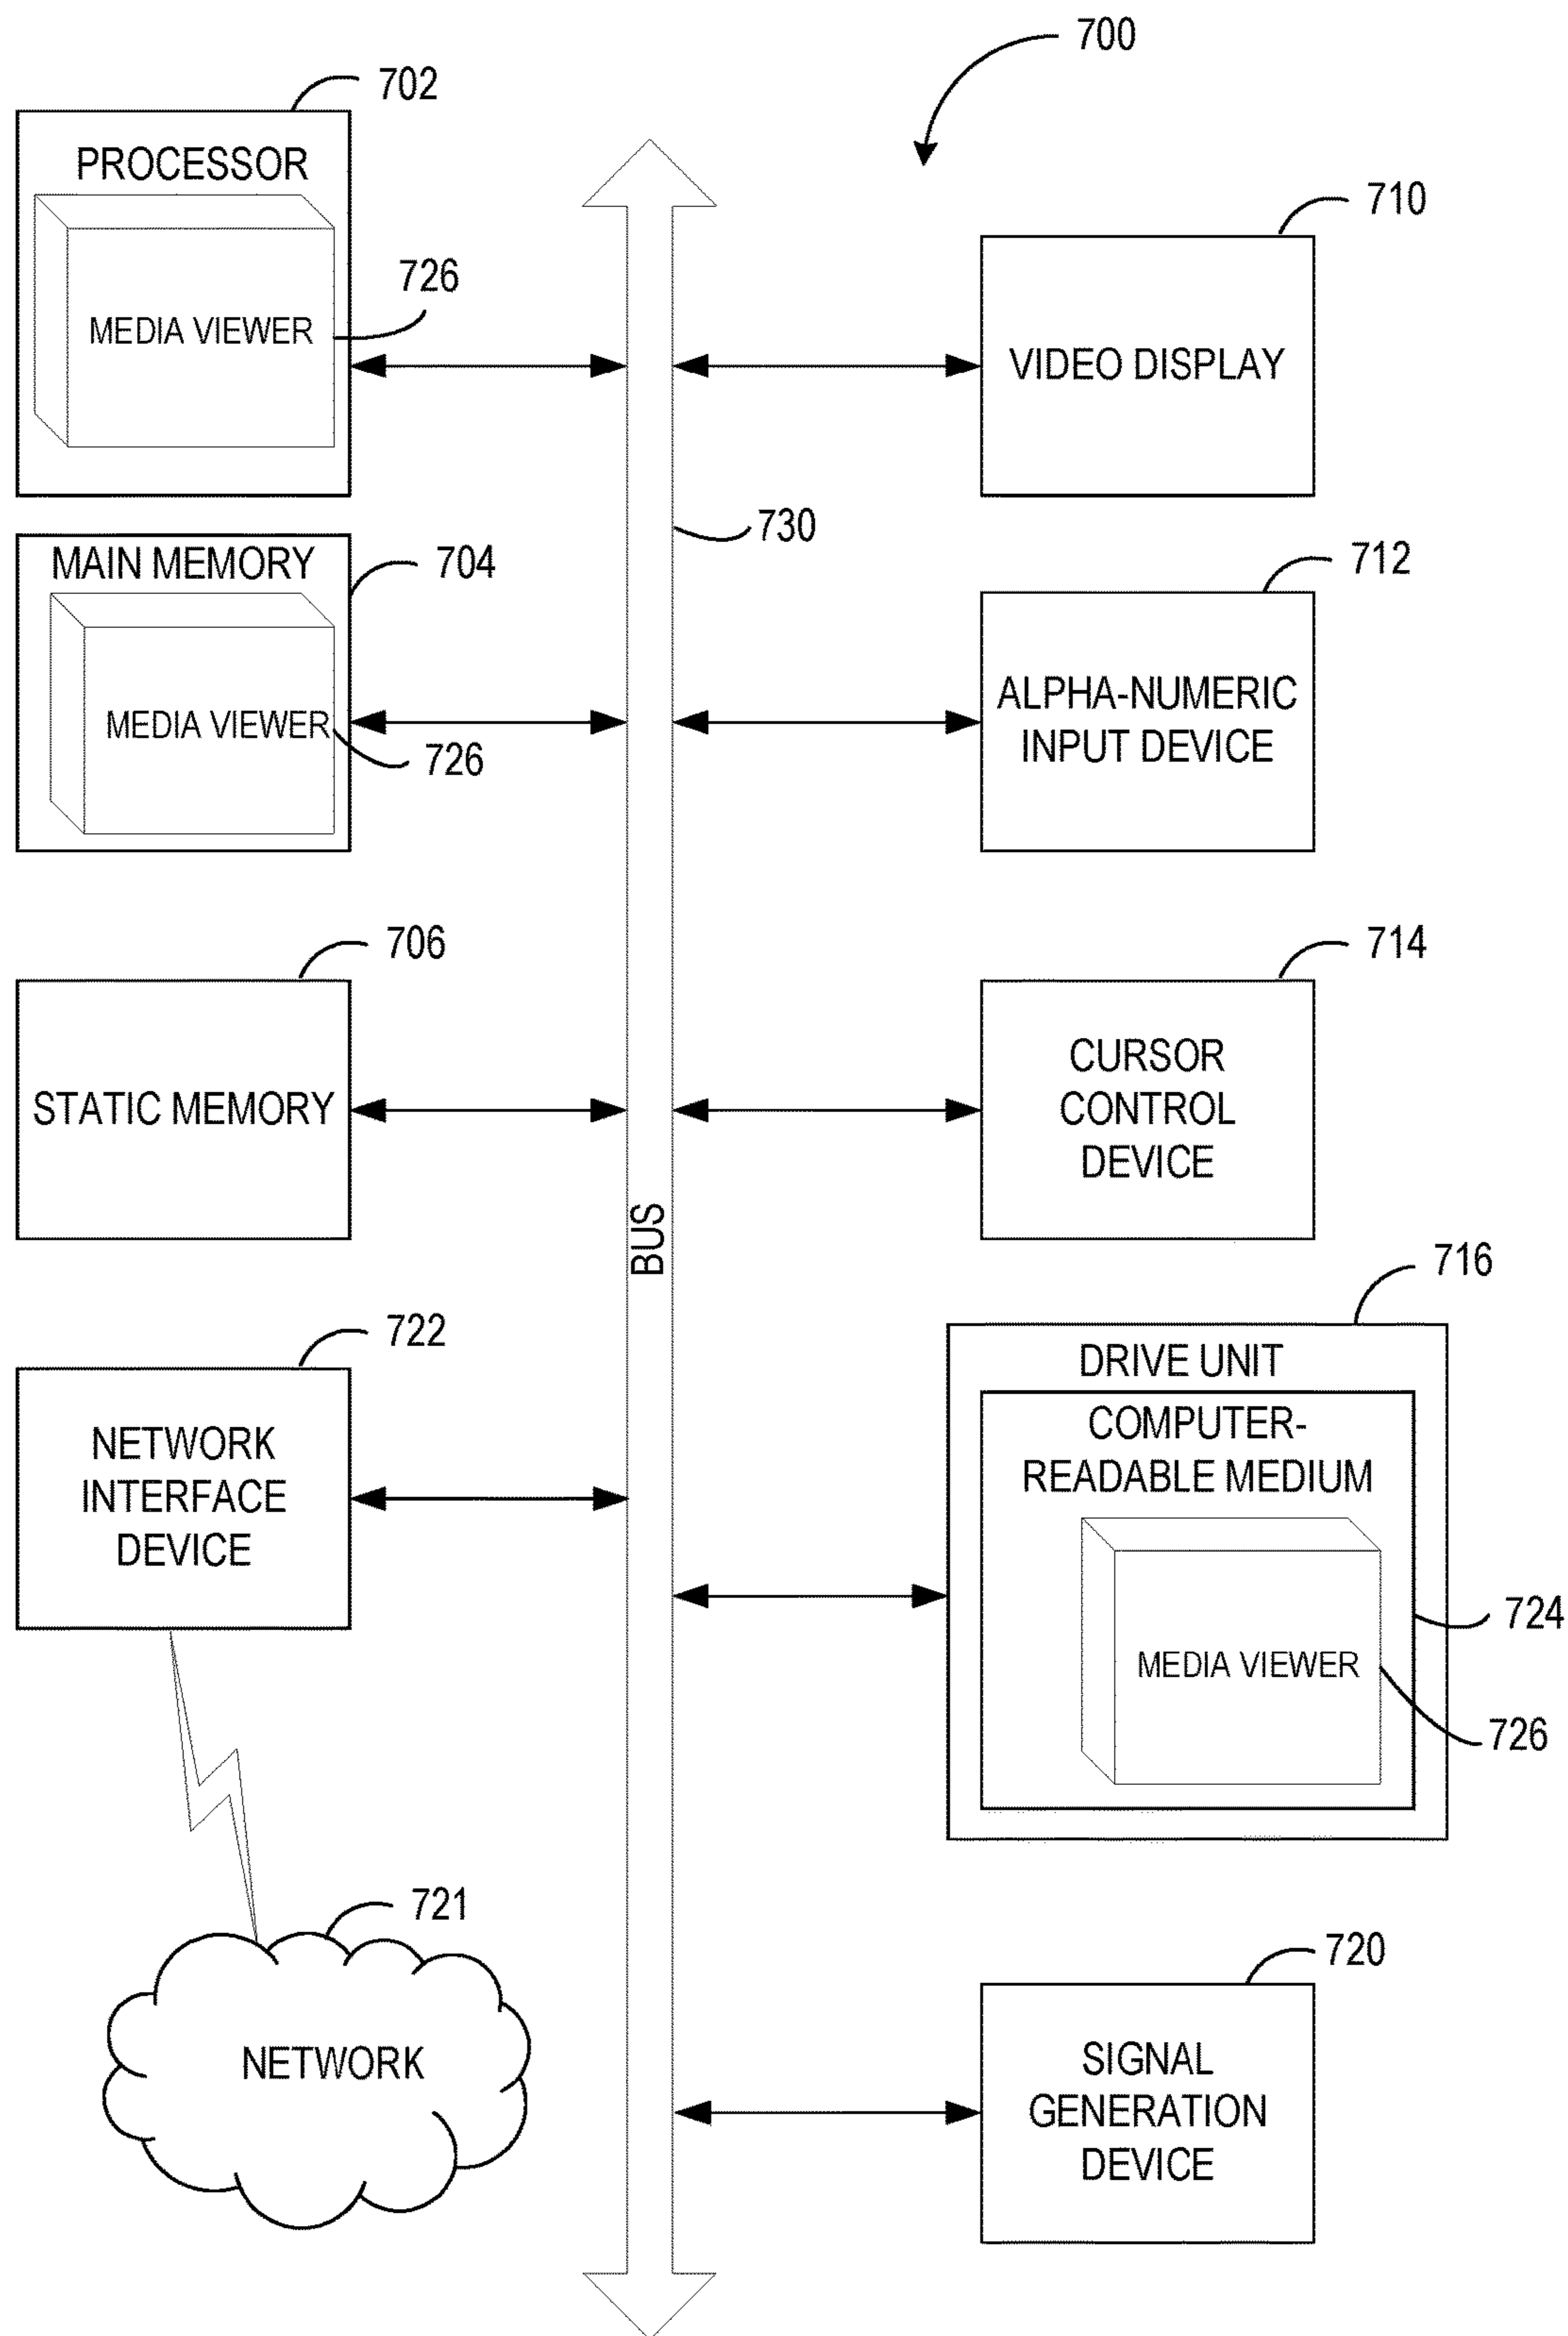 700
702
PROCESSOR
MEDIA VIEWER
726
710
VIDEO DISPLAY
730
MAIN MEMORY
704
MEDIA VIEWER
726
712
ALPHA-NUMERIC
INPUT DEVICE
706
STATIC MEMORY
714
CURSOR
CONTROL
DEVICE
BUS
722
NETWORK
INTERFACE
DEVICE
716
DRIVE UNIT
COMPUTER-
READABLE MEDIUM
MEDIA VIEWER
724
726
721
NETWORK
720
SIGNAL
GENERATION
DEVICE